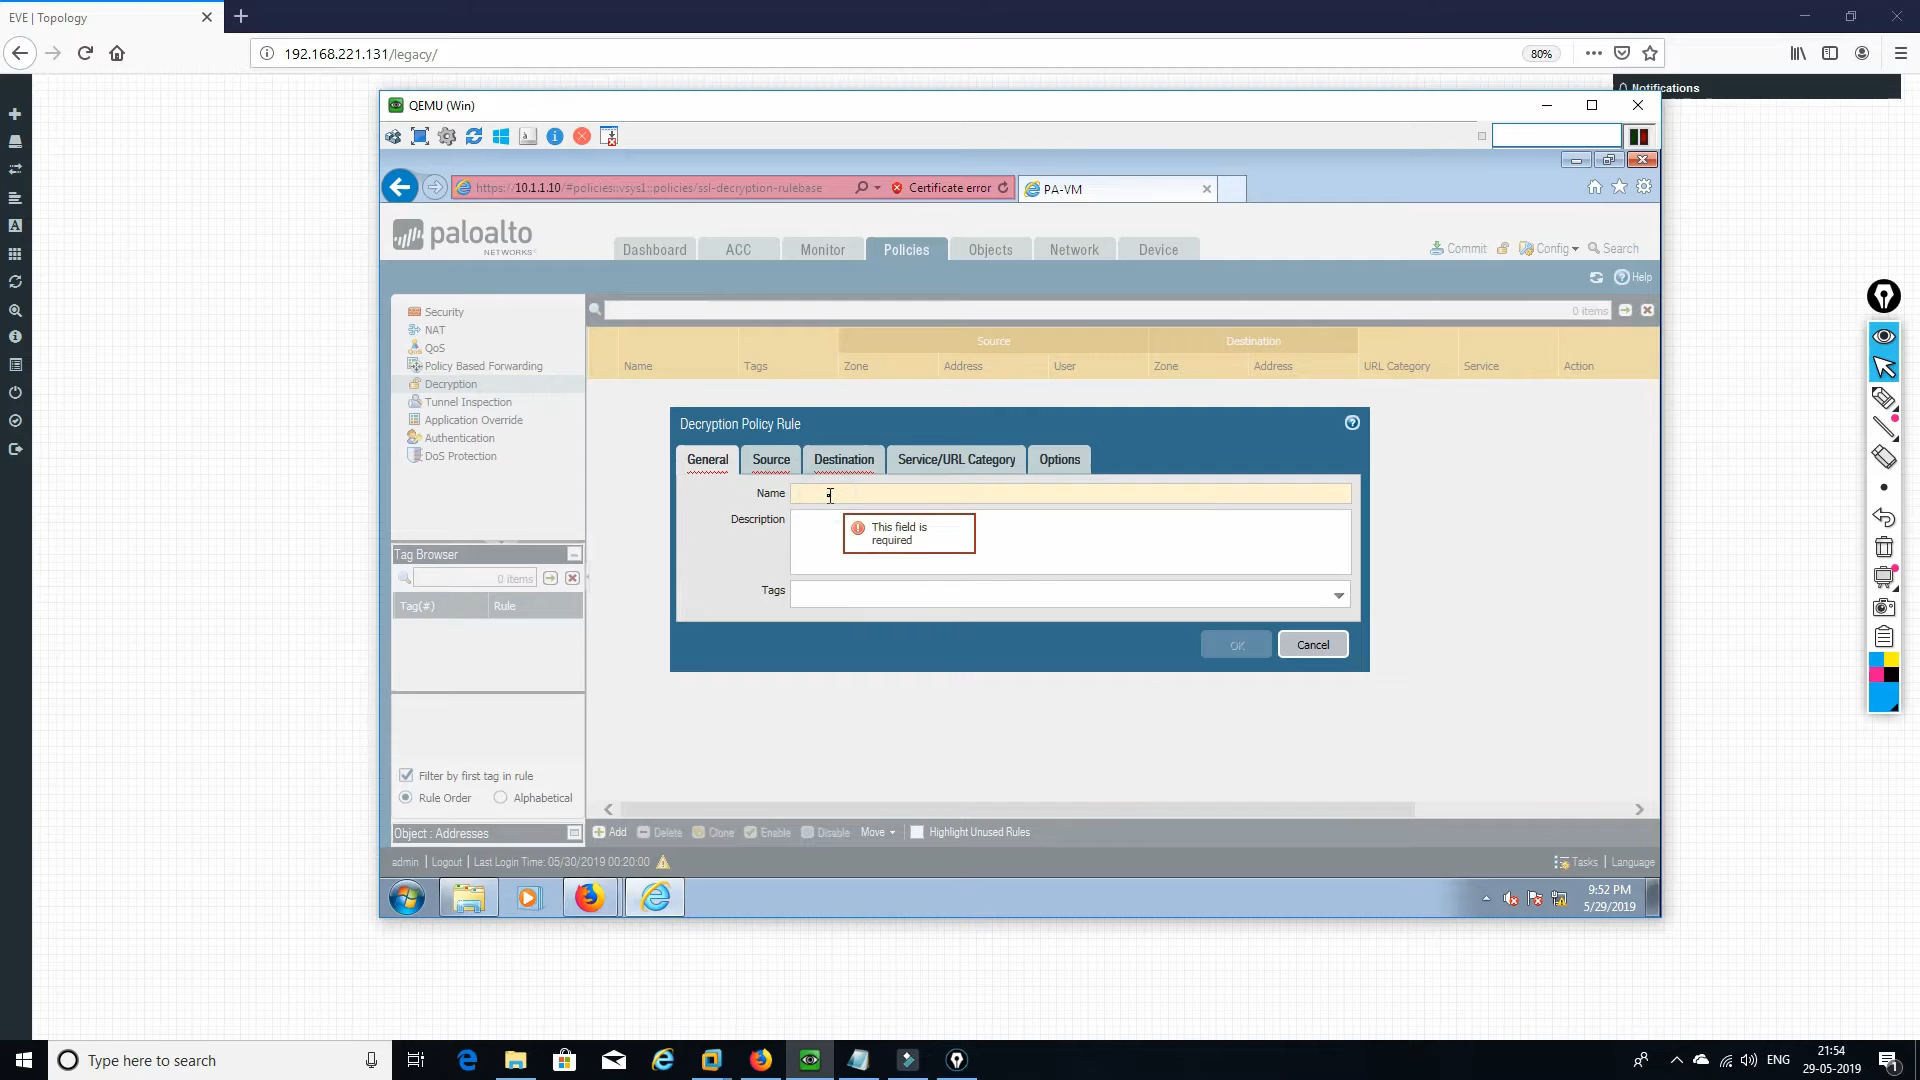 EVE | Topology
192.168.221.131/legacy/
80%
Notifications
QEMU (Win)
https://10.1.1.10/#policies::vsys1::policies/ssl-decryption-rulebase
Certificate error
PA-VM
paloalto
NETWORKS
Dashboard
ACC
Monitor
Policies
Objects
Network
Device
Commit
Config
Search
Help
Security
NAT
QoS
Policy Based Forwarding
Decryption
Tunnel Inspection
Application Override
Authentication
DoS Protection
0 items
Source
Destination
Name
Tags
Zone
Address
User
Zone
Address
URL Category
Service
Action
Decryption Policy Rule
General
Source
Destination
Service/URL Category
Options
Name
Description
This field is
required
Tags
OK
Cancel
Tag Browser
0 items
Tag(#)
Rule
Filter by first tag in rule
Rule Order
Alphabetical
Object : Addresses
Add
Delete
Clone
Enable
Disable
Move
Highlight Unused Rules
admin | Logout | Last Login Time: 05/30/2019 00:20:00
Tasks | Language
9:52 PM
5/29/2019
Type here to search
ENG
21:54
29-05-2019
1